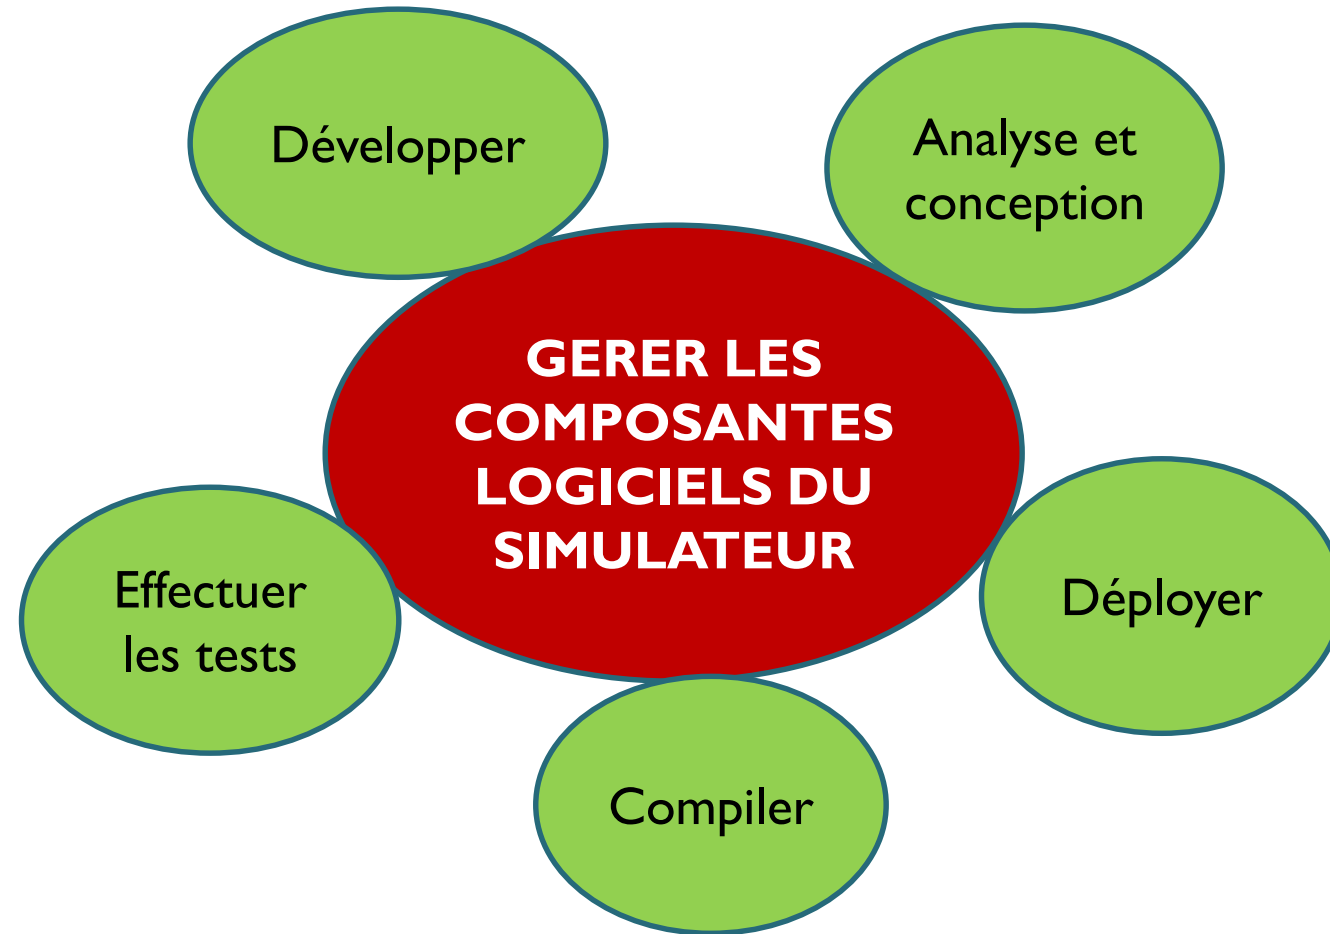 Développer
Analyse et
conception
GERER LES
COMPOSANTES
LOGICIELS DU
SIMULATEUR
Effectuer
les tests
Déployer
Compiler